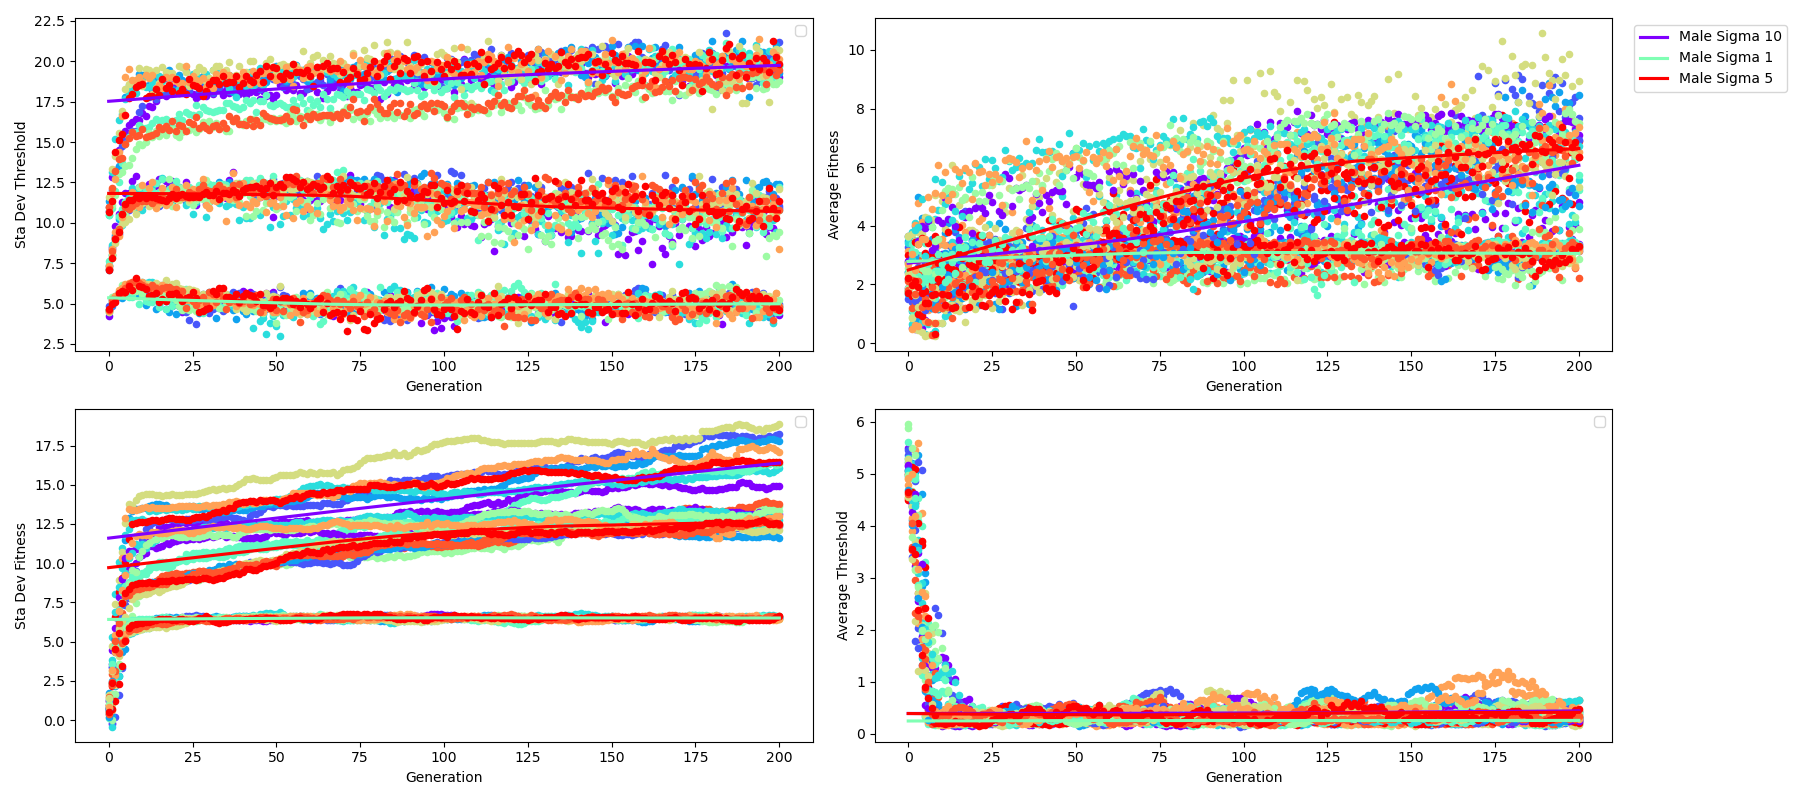 22.5
20.0
17.5
15.0
12.5
10.0
7.5
5.0
2.5
Sta Dev Threshold
0 25 50 75 100 125 150 175 200
Generation
10
8
6
4
2
0
Average Fitness
0 25 50 75 100 125 150 175 200
Generation
Male Sigma 10
Male Sigma 1
Male Sigma 5
17.5
15.0
12.5
10.0
7.5
5.0
2.5
0.0
Sta Dev Fitness
0 25 50 75 100 125 150 175 200
Generation
6
5
4
3
2
1
0
Average Threshold
0 25 50 75 100 125 150 175 200
Generation